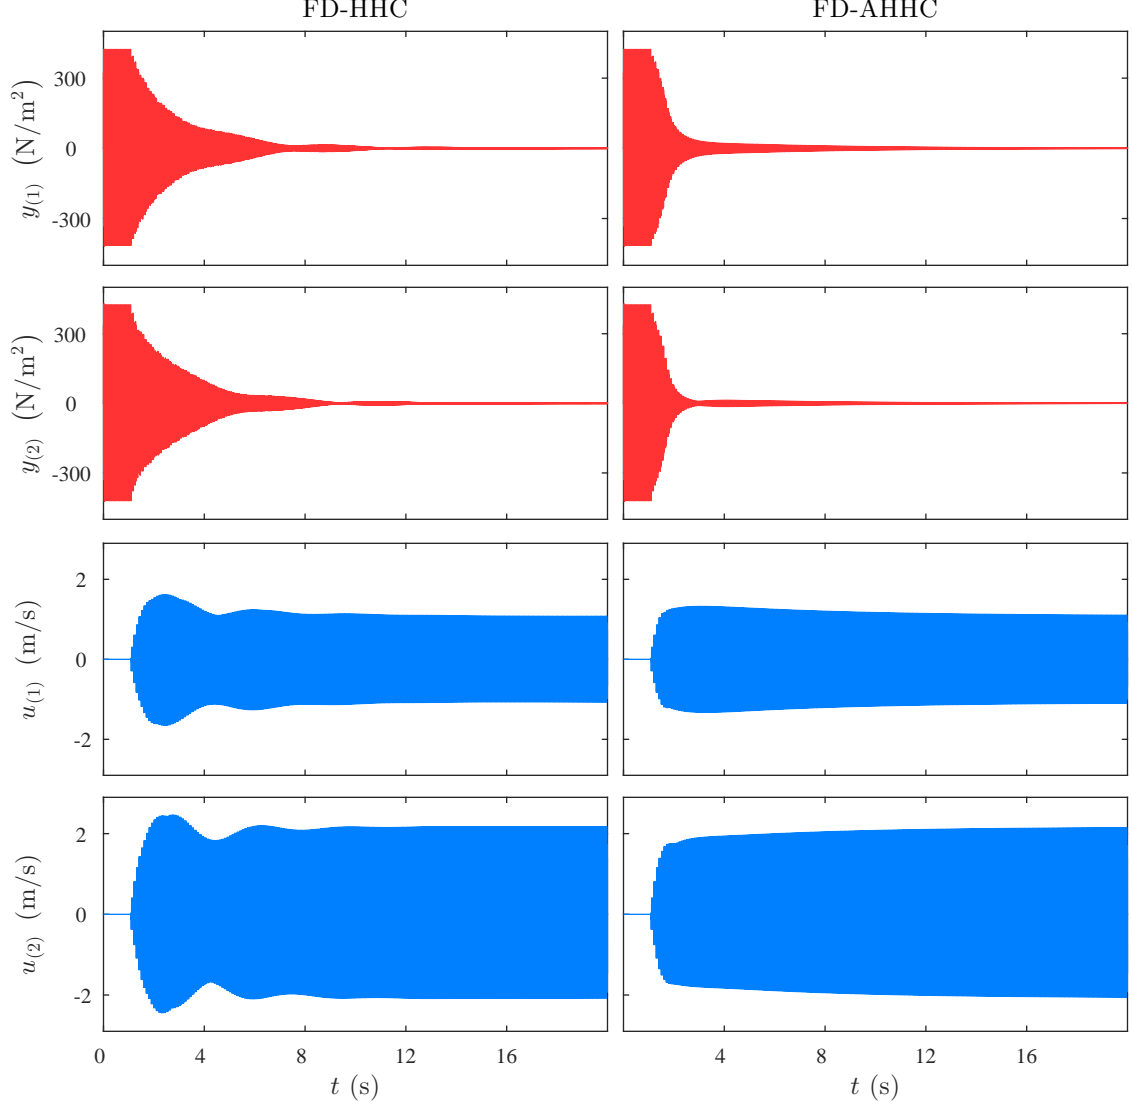 FD-HHC FD-AHHC
y(1) (N/m²)
300
0
-300
y(2) (N/m²)
300
0
-300
u(1) (m/s)
2
0
-2
u(2) (m/s)
2
0
-2
0 4 8 12 16 4 8 12 16
t (s) t (s)